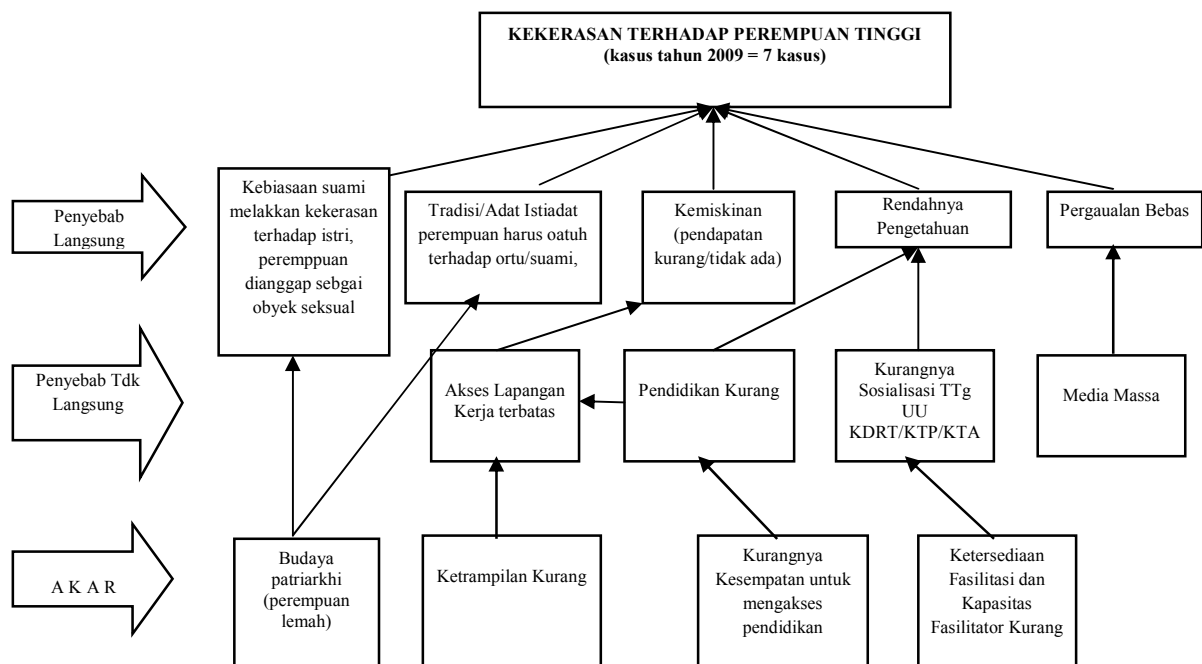 KEKERASAN TERHADAP PEREMPUAN TINGGI
(kasus tahun 2009 = 7 kasus)
Penyebab
Langsung
Kebiasaan suami
melakkan kekerasan
terhadap istri,
peremppuan
dianggap sebgai
obyek seksual
Tradisi/Adat Istiadat
perempuan harus oatuh
terhadap ortu/suami,
Kemiskinan
(pendapatan
kurang/tidak ada)
Rendahnya
Pengetahuan
Pergaualan Bebas
Penyebab Tdk
Langsung
Akses Lapangan
Kerja terbatas
Pendidikan Kurang
Kurangnya
Sosialisasi TTg
UU
KDRT/KTP/KTA
Media Massa
A K A R
Budaya
patriarkhi
(perempuan
lemah)
Ketrampilan Kurang
Kurangnya
Kesempatan untuk
mengakses
pendidikan
Ketersediaan
Fasilitasi dan
Kapasitas
Fasilitator Kurang